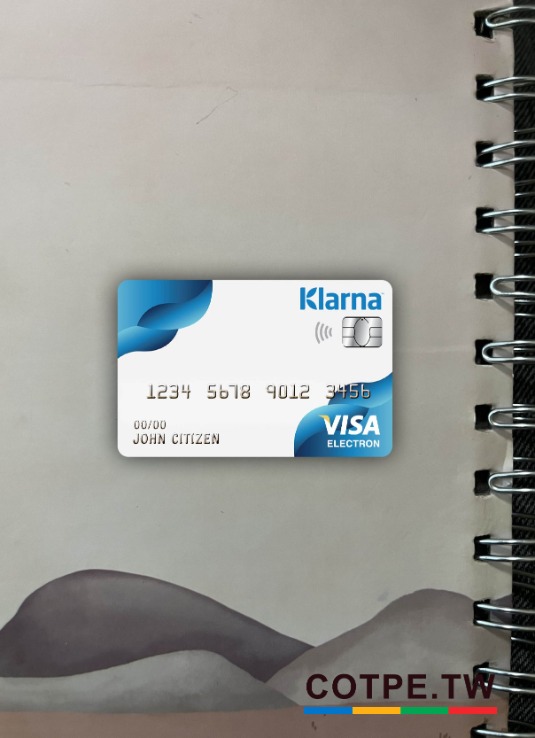 Klarna
1234 5678 9012 3456
VISA
00/00
ELECTRON
JOHN CITIZEN
COTPE.TW